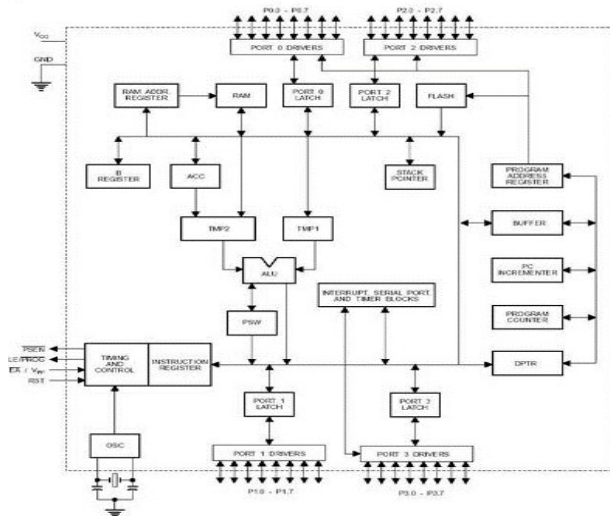 P0.0 - P0.7
P2.0 - P2.7
VCC
GND
PORT 0 DRIVERS
PORT 2 DRIVERS
RAM ADDR.
REGISTER
RAM
PORT 0
LATCH
PORT 2
LATCH
FLASH
B
REGISTER
ACC
STACK
POINTER
PROGRAM
ADDRESS
REGISTER
TMP2
TMP1
BUFFER
ALU
PC
INCREMENTER
INTERRUPT, SERIAL PORT,
AND TIMER BLOCKS
PSW
PROGRAM
COUNTER
PSEN
EA / VPP
RST
TIMING
AND
CONTROL
INSTRUCTION
REGISTER
DPTR
PORT 1
LATCH
PORT 3
LATCH
OSC
PORT 1 DRIVERS
PORT 3 DRIVERS
P1.0 - P1.7
P3.0 - P3.7